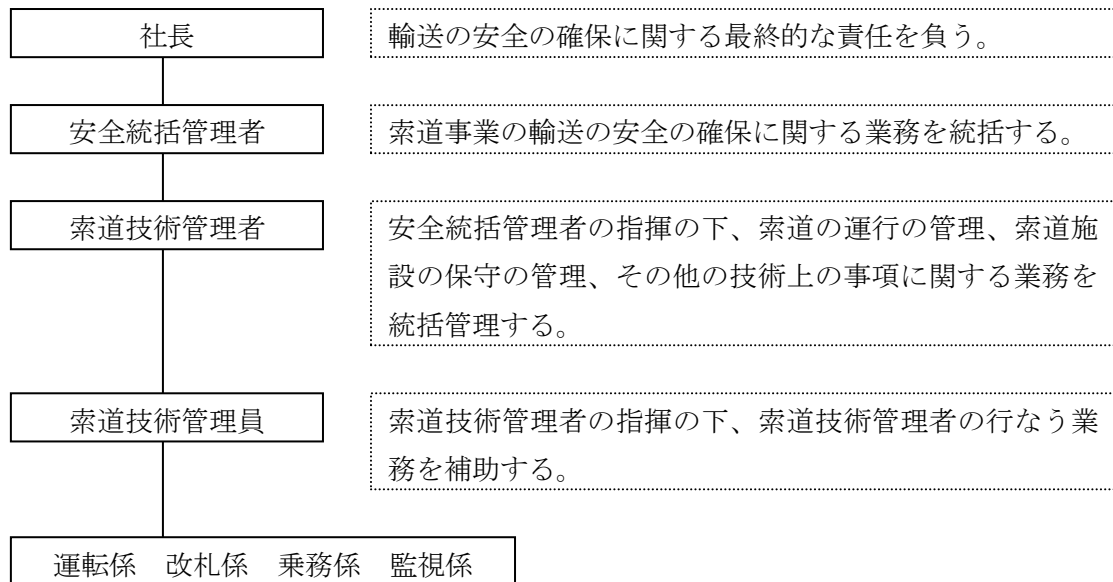 社長
輸送の安全の確保に関する最終的な責任を負う。
安全統括管理者
索道事業の輸送の安全の確保に関する業務を統括する。
索道技術管理者
安全統括管理者の指揮の下、索道の運行の管理、索道施
設の保守の管理、その他の技術上の事項に関する業務を
統括管理する。
索道技術管理員
索道技術管理者の指揮の下、索道技術管理者の行なう業
務を補助する。
運転係　改札係　乗務係　監視係